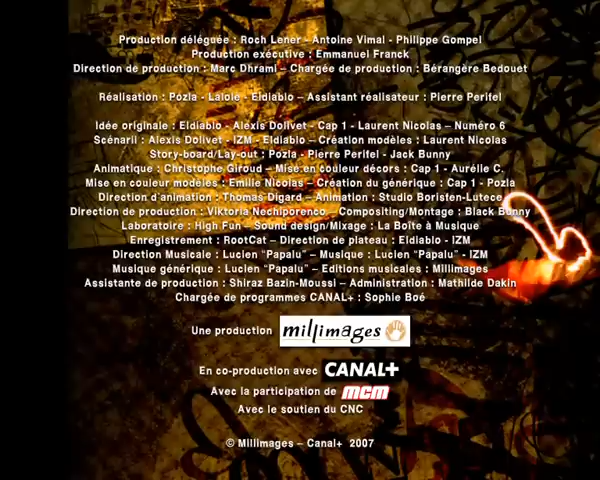 Production déléguée : Roch Lener - Antoine Vimal - Philippe Gompel
Production exécutive : Emmanuel Franck
Direction de production : Marc Dhrami – Chargée de production : Bérangère Bedouet
Réalisation : Pozla - Lalole - Eldiablo – Assistant réalisateur : Pierre Perifel
Idée originale : Eldiablo - Alexis Dolivet - Cap 1 - Laurent Nicolas – Numéro 6
Scénarii : Alexis Dolivet - IZM - Eldiablo – Création modèles : Laurent Nicolas
Story-board/Lay-out : Pozla - Pierre Perifel - Jack Bunny
Animatique : Christophe Giroud – Mise en couleur décors : Cap 1 - Aurélie C.
Mise en couleur modeles : Emilie Nicolas – Création du générique : Cap 1 - Pozla
Direction d'animation : Thomas Digard – Animation : Studio Boristen-Lutece
Direction de production : Viktoria Nechiporenco – Compositing/Montage : Black Bunny
Laboratoire : High Fun – Sound design/Mixage : La Boîte à Musique
Enregistrement : RootCat – Direction de plateau : Eldiablo - IZM
Direction Musicale : Lucien “Papalu” – Musique : Lucien “Papalu” - IZM
Musique générique : Lucien “Papalu” – Editions musicales : Millimages
Assistante de production : Shiraz Bazin-Moussi – Administration : Mathilde Dakin
Chargée de programmes CANAL+ : Sophie Boé
Une production millimages
En co-production avec CANAL+
Avec la participation de mcm
Avec le soutien du CNC
© Millimages – Canal+ 2007